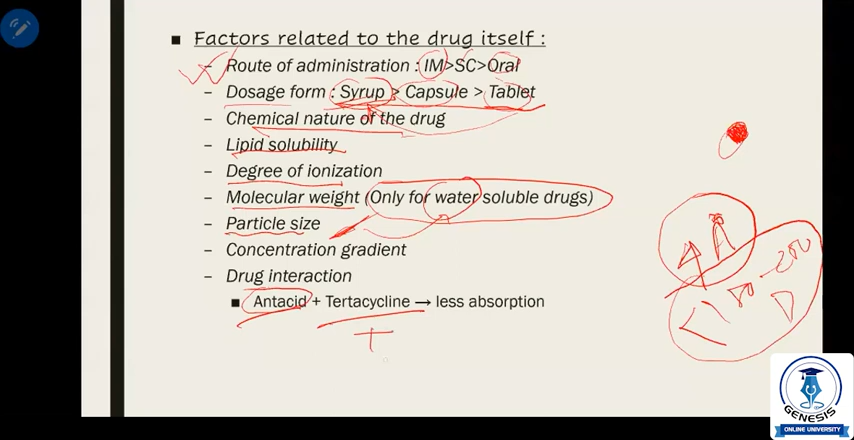 ■ Factors related to the drug itself :
– Route of administration : IM>SC>Oral
– Dosage form : Syrup > Capsule > Tablet
– Chemical nature of the drug
– Lipid solubility
– Degree of ionization
– Molecular weight (Only for water soluble drugs)
– Particle size
– Concentration gradient
– Drug interaction
■ Antacid + Tertacycline → less absorption
GENESIS
ONLINE UNIVERSITY